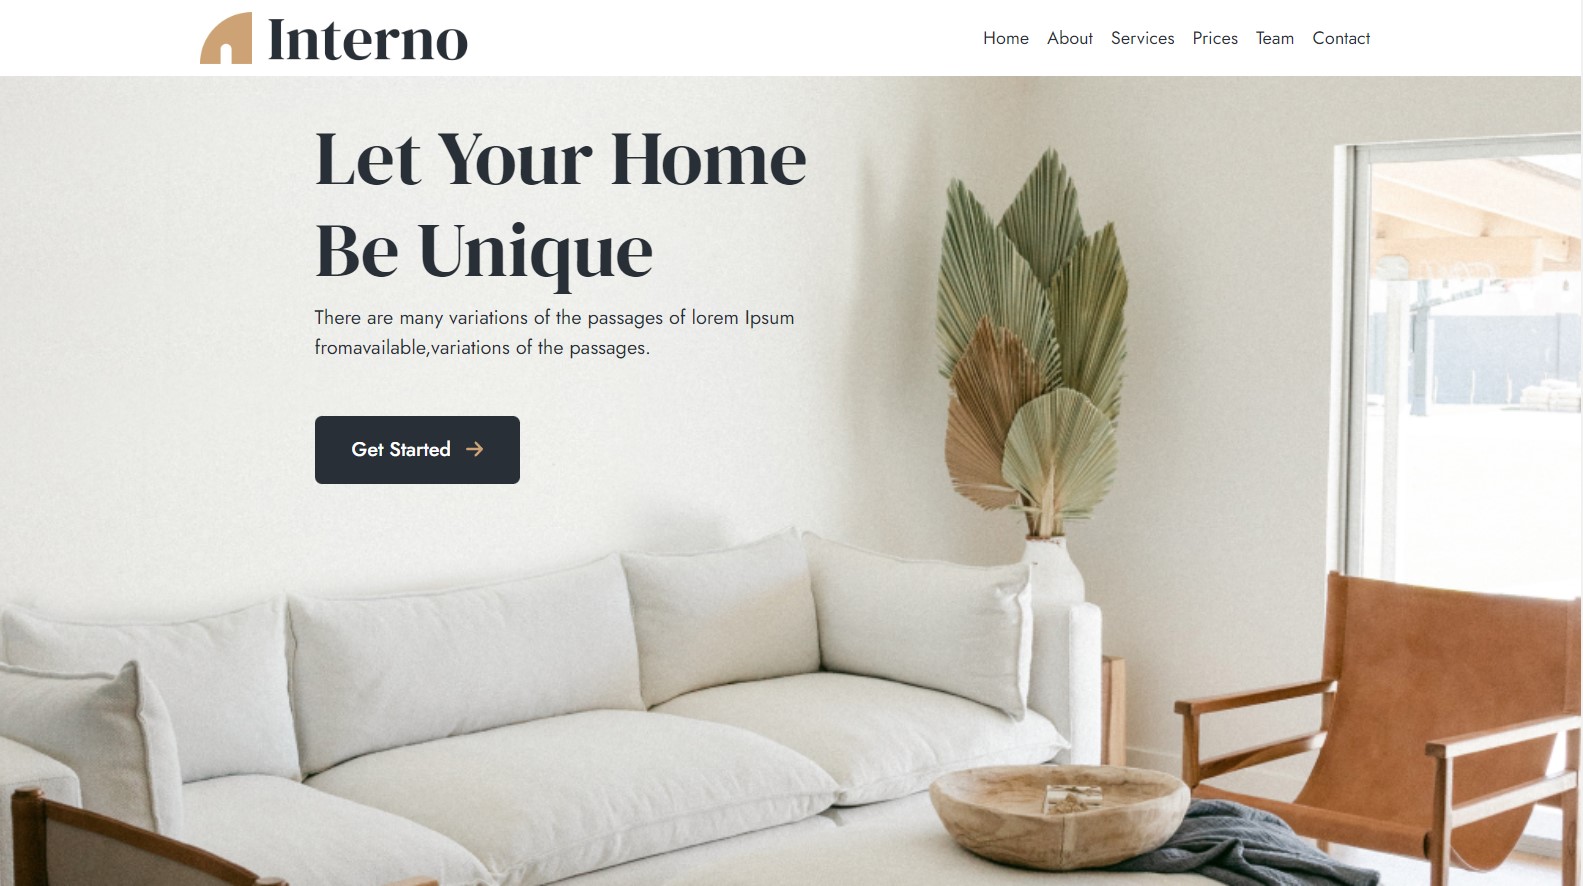 Interno
Home About Services Prices Team Contact
Let Your Home
Be Unique
There are many variations of the passages of lorem Ipsum
fromavailable,variations of the passages.
Get Started →